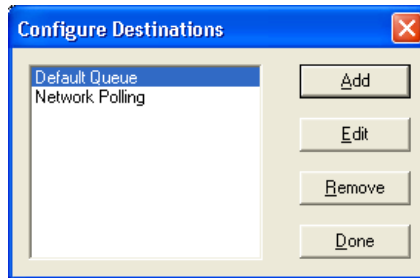 Configure Destinations
Default Queue
Network Polling
Add
Edit
Remove
Done